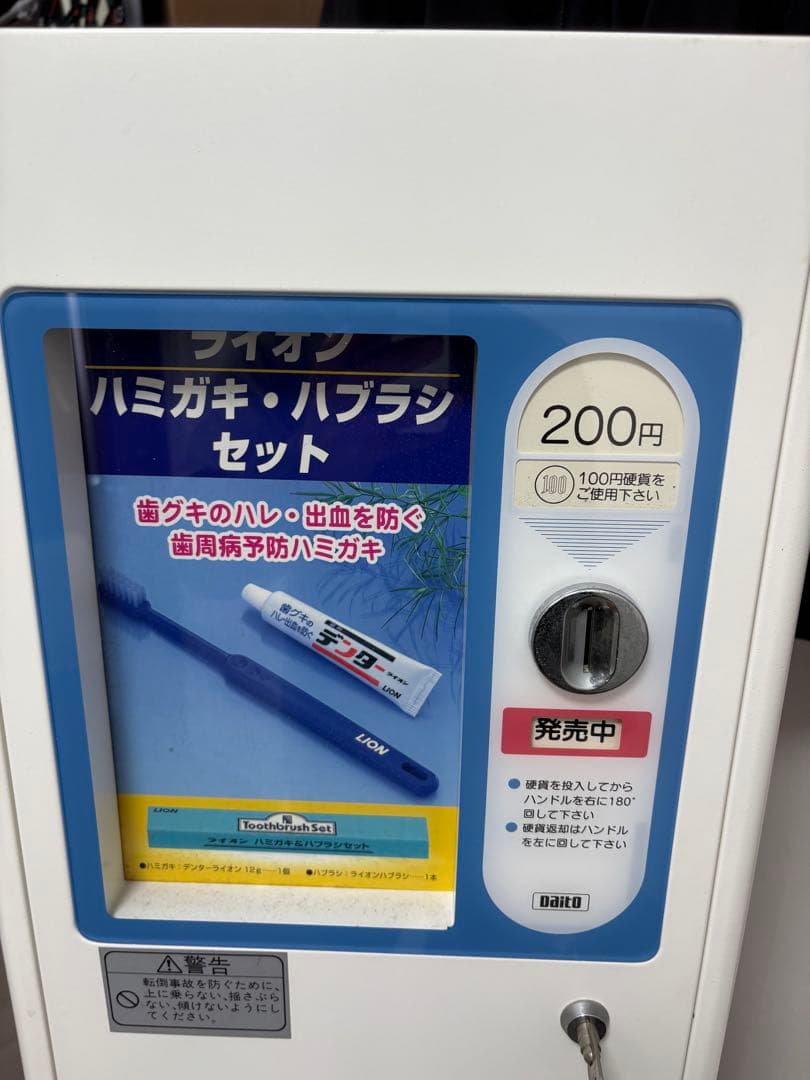 ライオン
ハミガキ・ハブラシ
セット
歯グキのハレ・出血を防ぐ
歯周病予防ハミガキ
歯グキの
ハレ・出血を防ぐ
デンター
ライオン
LION
LION
LION
Toothbrush Set
ライオン ハミガキ&ハブラシセット
●ハミガキ：デンターライオン 12g……1個 ●ハブラシ：ライオンハブラシ……1本
200円
100
100円硬貨を
ご使用下さい
発売中
●硬貨を投入してから
ハンドルを右に180°
回して下さい
●硬貨返却はハンドル
を左に回して下さい
Daito
警告
転倒事故を防ぐために、
上に乗らない、揺さぶら
ない、傾けないようにし
てください。